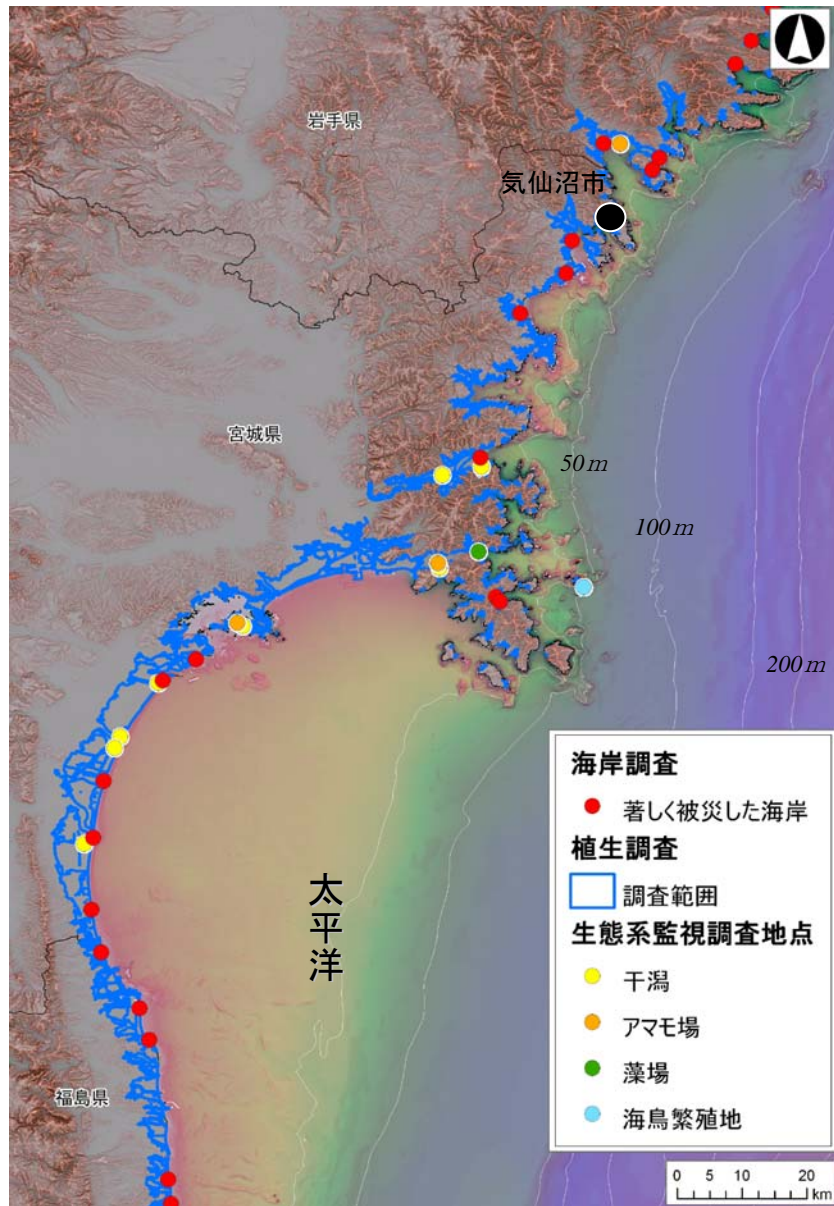 岩手県
気仙沼市
宮城県
50 m
100 m
200 m
太平洋
福島県
海岸調査
著しく被災した海岸
植生調査
調査範囲
生態系監視調査地点
干潟
アマモ場
藻場
海鳥繁殖地
0 5 10 20
km